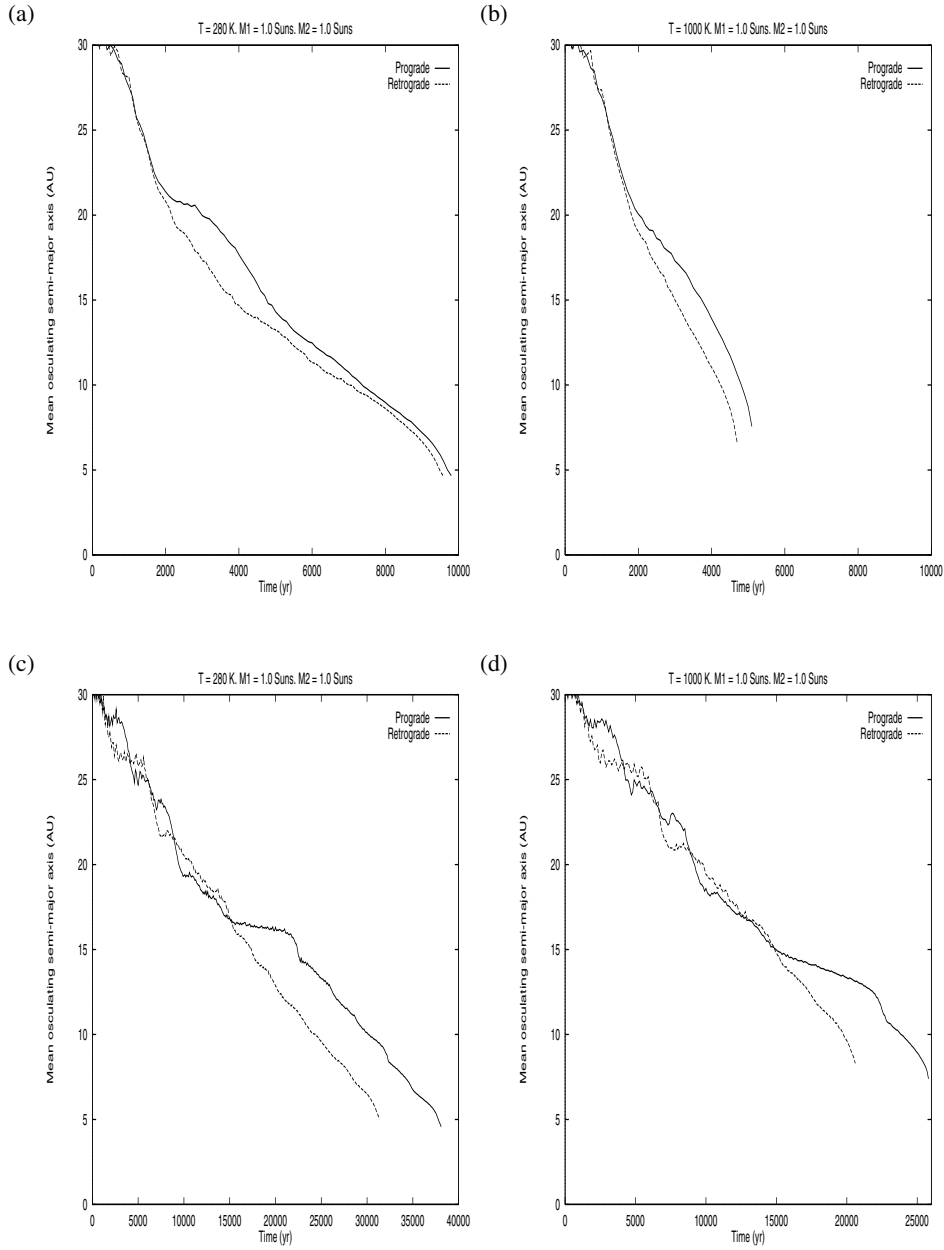 (a)
T = 280 K. M1 = 1.0 Suns. M2 = 1.0 Suns
Prograde
Retrograde
Mean osculating semi-major axis (AU)
30
25
20
15
10
5
0
0 2000 4000 6000 8000 10000
Time (yr)
(b)
T = 1000 K. M1 = 1.0 Suns. M2 = 1.0 Suns
Prograde
Retrograde
Mean osculating semi-major axis (AU)
30
25
20
15
10
5
0
0 2000 4000 6000 8000 10000
Time (yr)
(c)
T = 280 K. M1 = 1.0 Suns. M2 = 1.0 Suns
Prograde
Retrograde
Mean osculating semi-major axis (AU)
30
25
20
15
10
5
0
0 5000 10000 15000 20000 25000 30000 35000 40000
Time (yr)
(d)
T = 1000 K. M1 = 1.0 Suns. M2 = 1.0 Suns
Prograde
Retrograde
Mean osculating semi-major axis (AU)
30
25
20
15
10
5
0
0 5000 10000 15000 20000 25000
Time (yr)